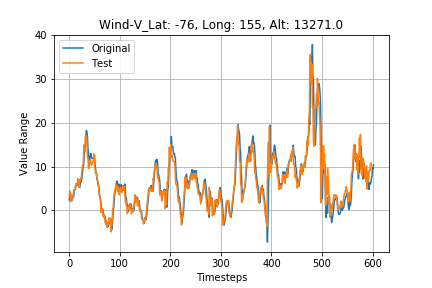 Wind-V_Lat: -76, Long: 155, Alt: 13271.0
Original
Test
Value Range
40
30
20
10
0
0 100 200 300 400 500 600
Timesteps